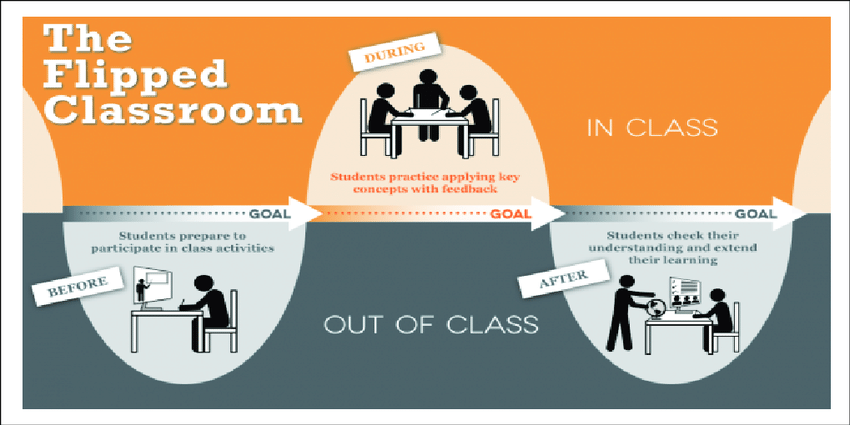 The
Flipped
Classroom
DURING
IN CLASS
Students practice applying key
concepts with feedback
GOAL
GOAL
GOAL
Students prepare to
participate in class activities
BEFORE
OUT OF CLASS
Students check their
understanding and extend
their learning
AFTER